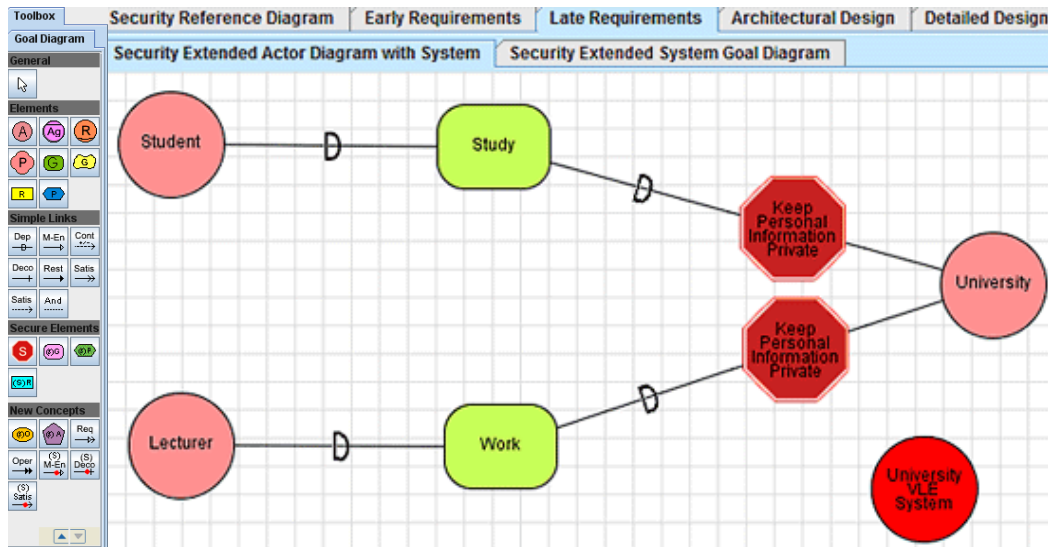 Toolbox
Security Reference Diagram
Early Requirements
Late Requirements
Architectural Design
Detailed Design
Goal Diagram
Security Extended Actor Diagram with System
Security Extended System Goal Diagram
General
Elements
A
Ag
R
P
G
G
R
P
Simple Links
Dep
M-En
Cont
Deco
Rest
Satis
Satis
And
Secure Elements
S
(S)R
New Concepts
Req
Oper
(S)
M-En
(S)
Deco
(S)
Satis
Student
Study
Keep
Personal
Information
Private
University
Keep
Personal
Information
Private
Lecturer
Work
University
VLE
System